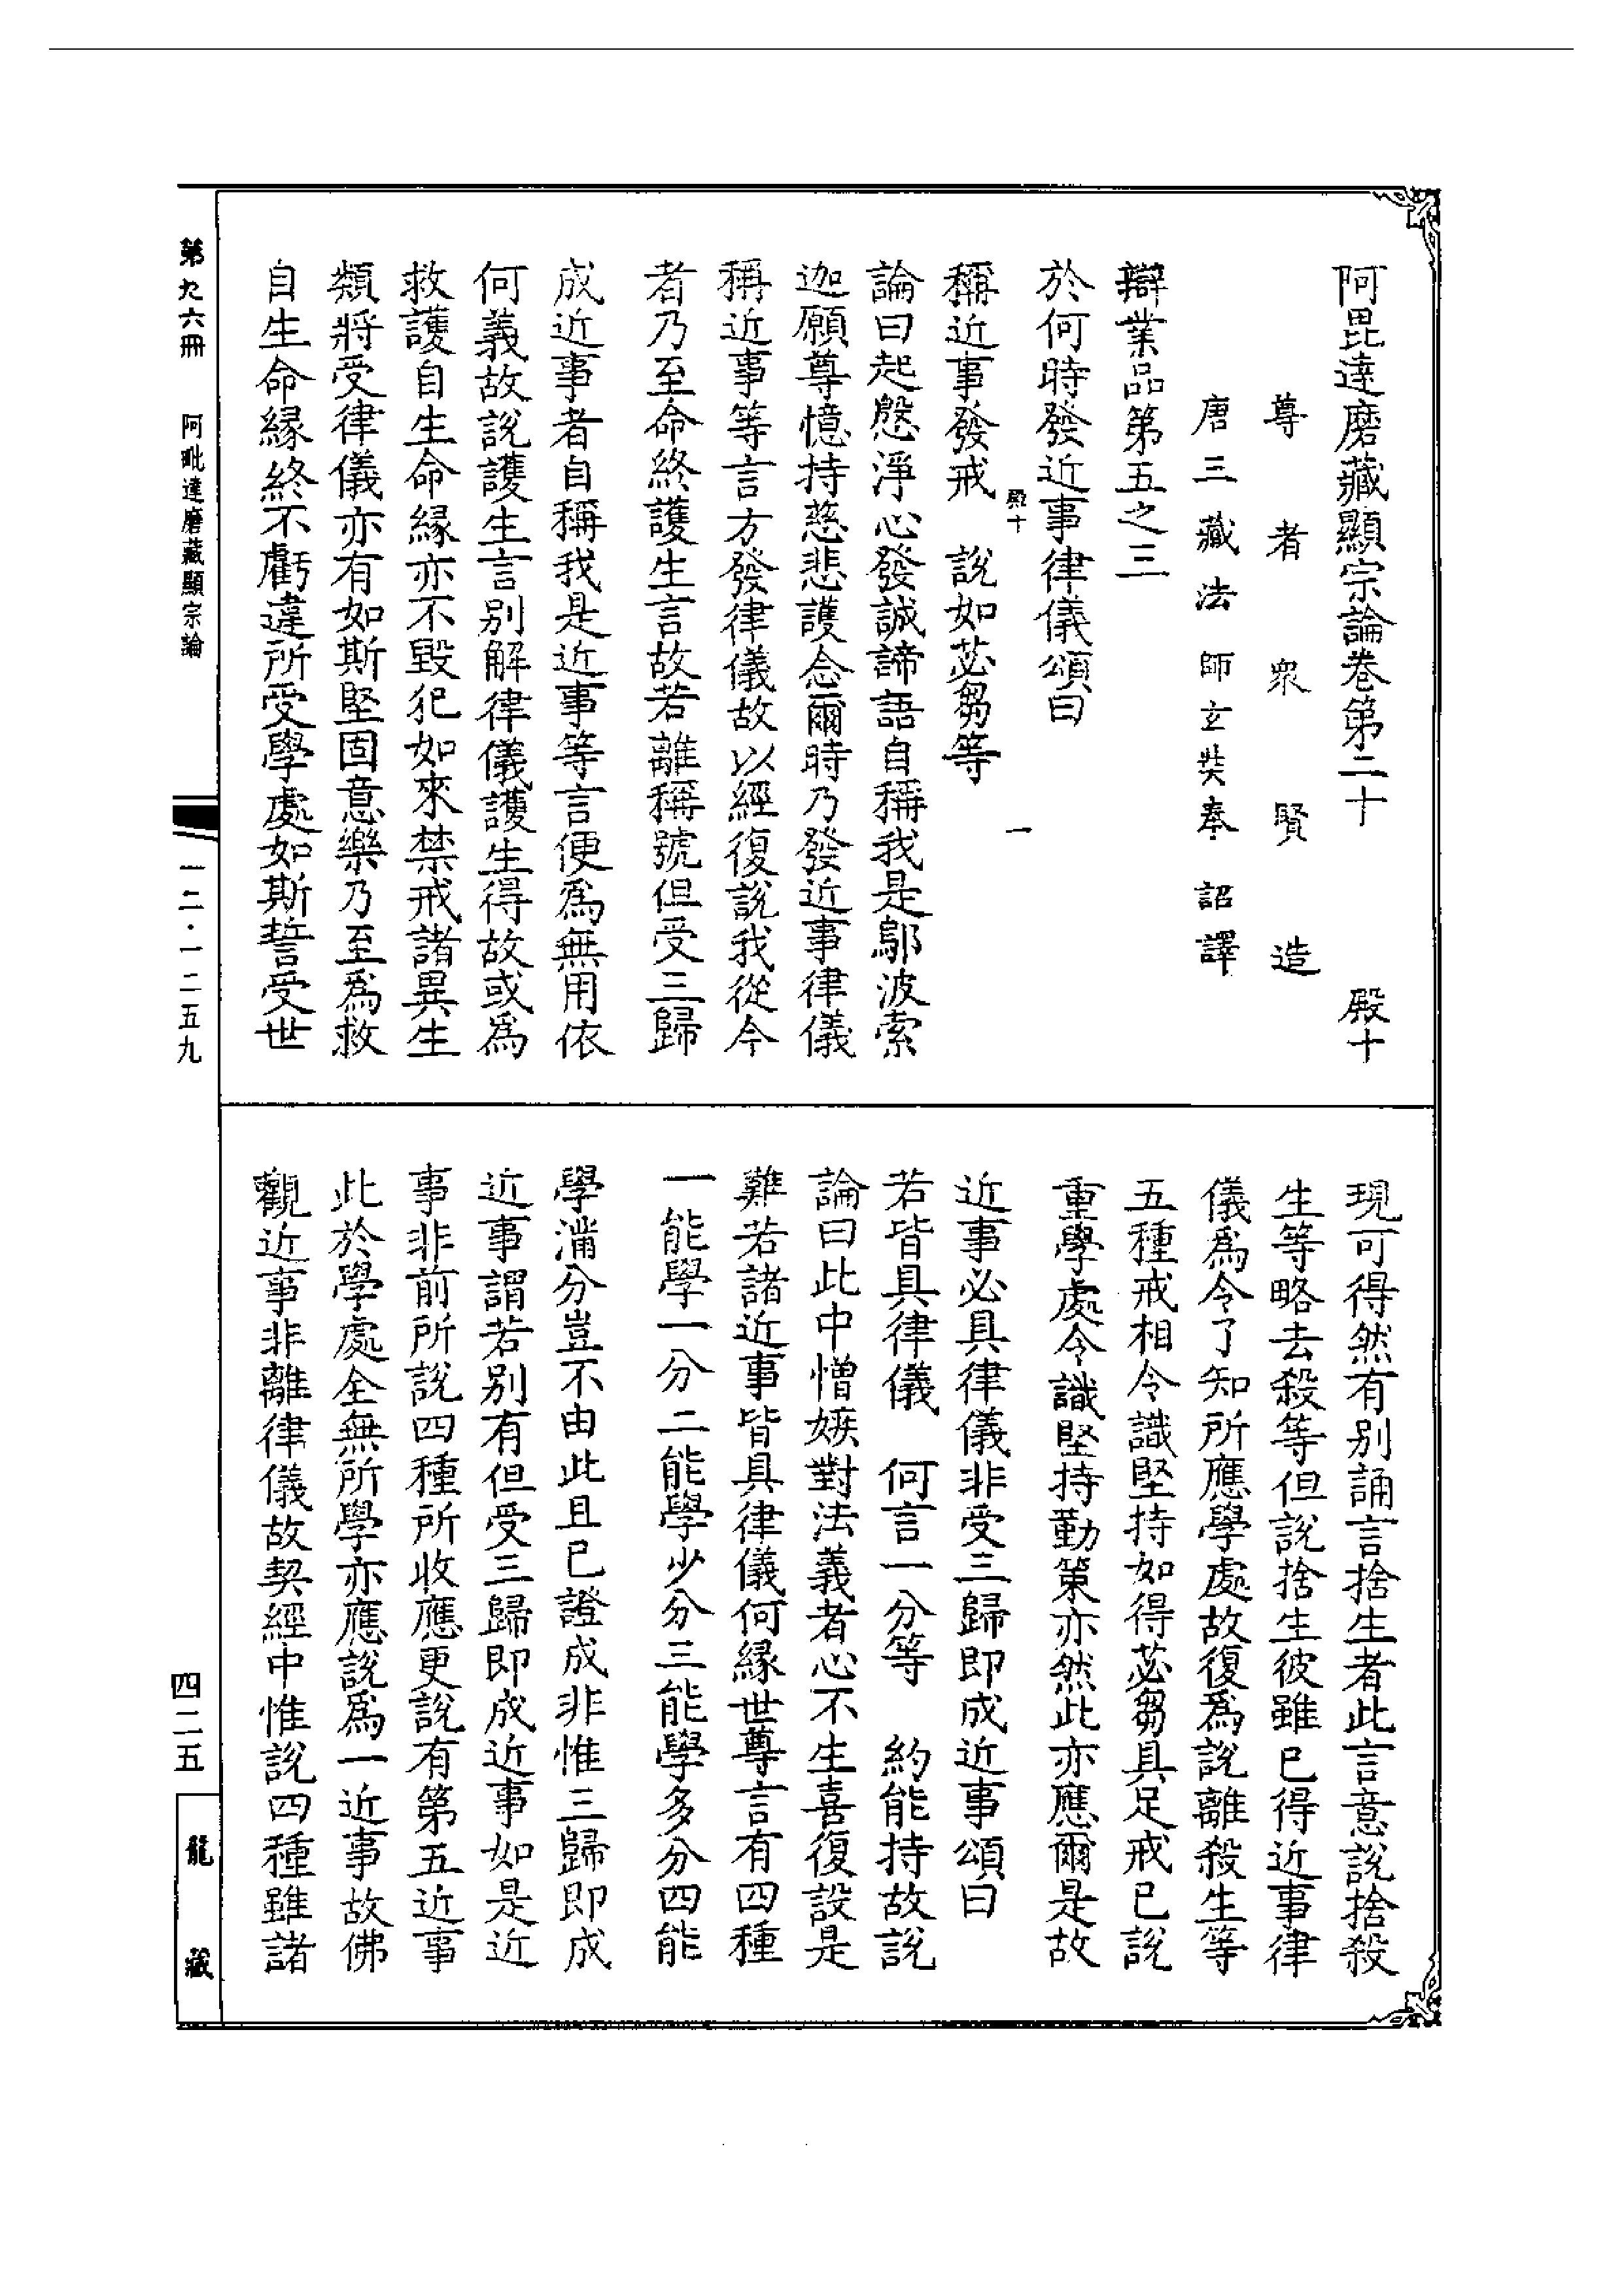 阿毘達磨藏顯宗論卷第二十　殿十
尊者衆賢造
唐三藏法師玄奘奉詔譯
辯業品第五之三
於何時發近事律儀頌曰
殿十　一
稱近事發戒　說如苾芻等
論曰起慇淨心發誠諦語自稱我是鄔波索
迦願尊憶持慈悲護念爾時乃發近事律儀
稱近事等言方發律儀故以經復說我從今
者乃至命終護生言故若離稱號但受三歸
成近事者自稱我是近事等言便爲無用依
何義故說護生言別解律儀護生得故或爲
救護自生命緣亦不毀犯如來禁戒諸異生
類將受律儀亦有如斯堅固意樂乃至爲救
自生命緣終不虧違所受學處如斯誓受世
現可得然有別誦言捨生者此言意說捨殺
生等略去殺等但說捨生彼雖已得近事律
儀爲令了知所應學處故復爲說離殺生等
五種戒相令識堅持如得苾芻具足戒已說
重學處令識堅持勤策亦然此亦應爾是故
近事必具律儀非受三歸即成近事頌曰
若皆具律儀　何言一分等　約能持故說
論曰此中憎嫉對法義者心不生喜復設是
難若諸近事皆具律儀何緣世尊言有四種
一能學一分二能學少分三能學多分四能
學滿分豈不由此且已證成非惟三歸即成
近事謂若別有但受三歸即成近事如是近
事非前所說四種所收應更說有第五近事
此於學處全無所學亦應說爲一近事故佛
觀近事非離律儀故契經中惟說四種雖諸
第九六冊　阿毗達磨藏顯宗論
一二·一二五九
四二五
龍藏